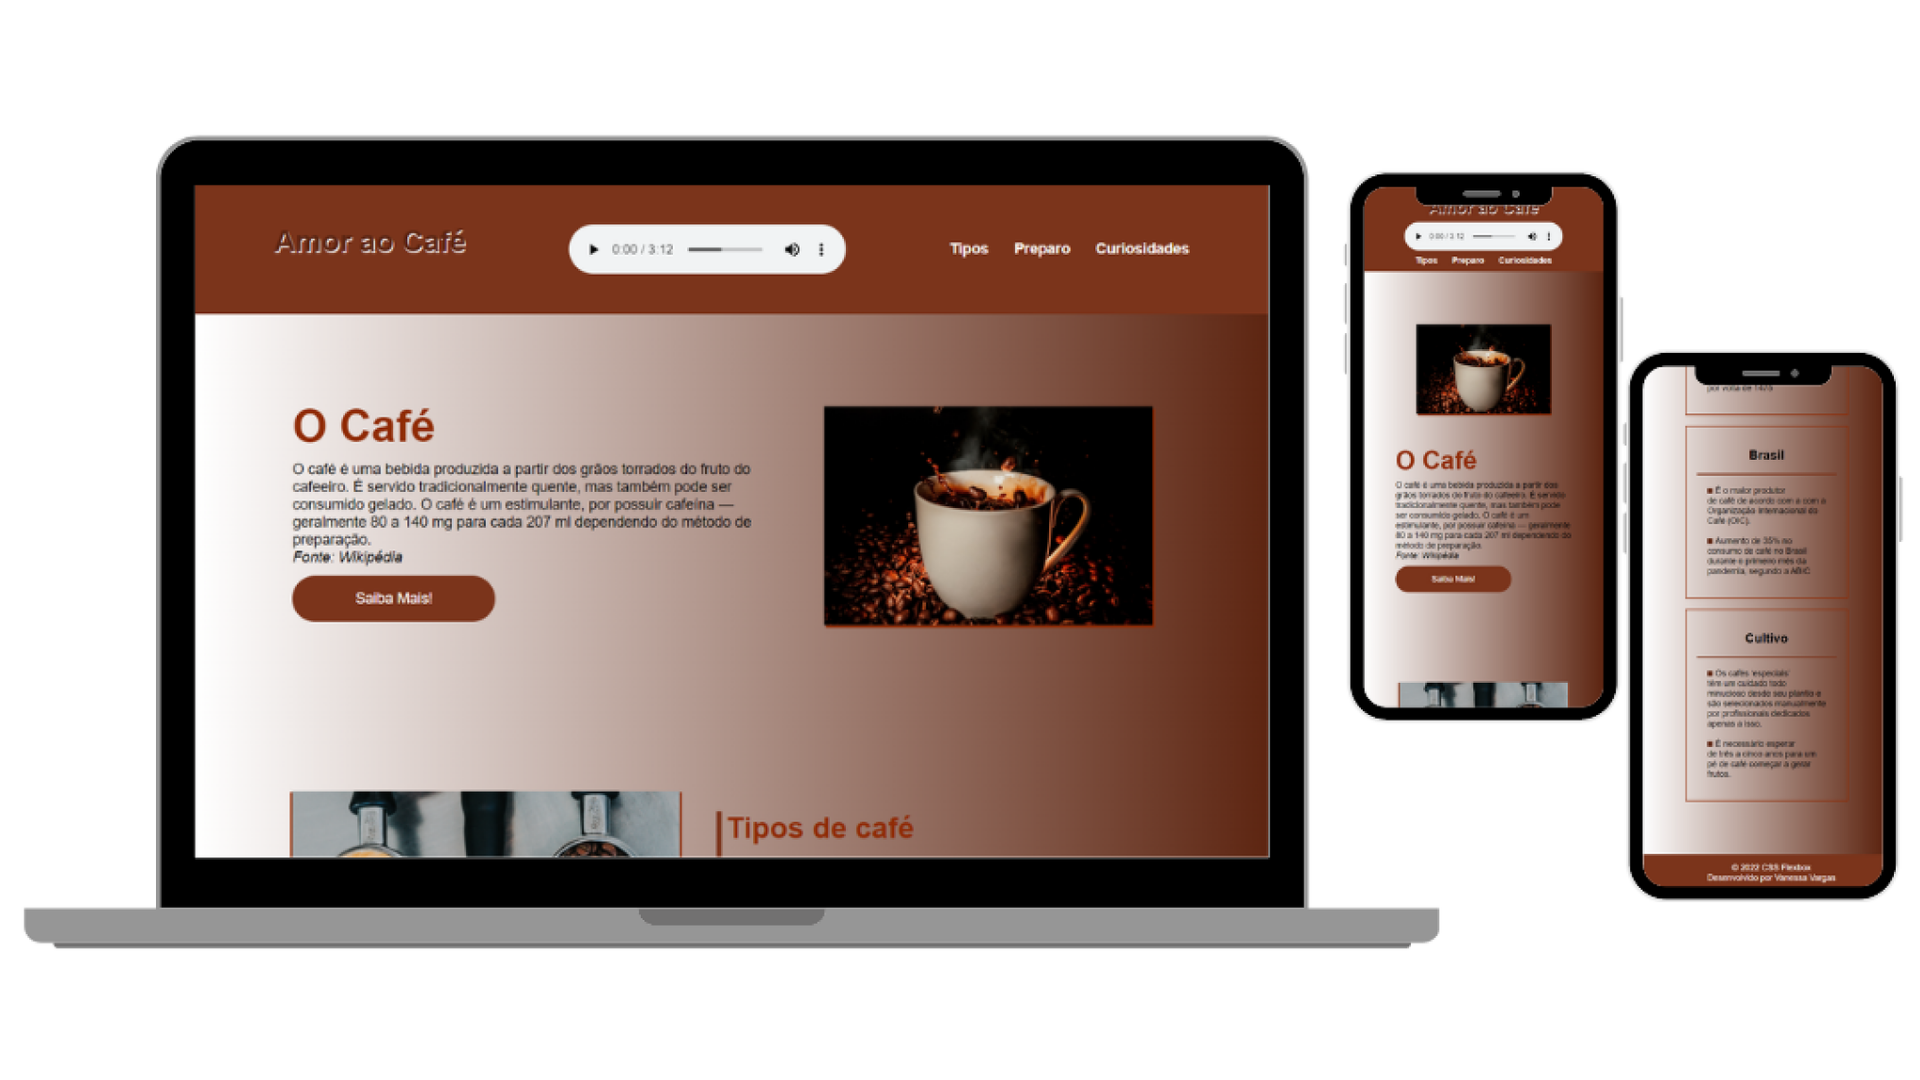 Amor ao Café
0:00 / 3:12
Tipos Preparo Curiosidades
O Café
O café é uma bebida produzida a partir dos grãos torrados do fruto do
cafeeiro. É servido tradicionalmente quente, mas também pode ser
consumido gelado. O café é um estimulante, por possuir cafeína —
geralmente 80 a 140 mg para cada 207 ml dependendo do método de
preparação.
Fonte: Wikipédia
Saiba Mais!
Tipos de café
Amor ao Café
0:00 / 3:12
Tipos Preparo Curiosidades
O Café
O café é uma bebida produzida a partir dos
grãos torrados do fruto do cafeeiro. É servido
tradicionalmente quente, mas também pode
ser consumido gelado. O café é um
estimulante, por possuir cafeína — geralmente
80 a 140 mg para cada 207 ml dependendo do
método de preparação.
Fonte: Wikipédia
Saiba Mais!
por volta de 1475
Brasil
É o maior produtor
de café de acordo com a com a
Organização Internacional do
Café (OIC).
Aumento de 35% no
consumo de café no Brasil
durante o primeiro mês da
pandemia, segundo a ABIC
Cultivo
Os cafés 'especiais'
têm um cuidado todo
minucioso desde seu plantio e
são selecionados manualmente
por profissionais dedicados
apenas a isso.
É necessário esperar
de três a cinco anos para um
pé de café começar a gerar
frutos.
© 2022 CSS Flexbox
Desenvolvido por Vanessa Vargas